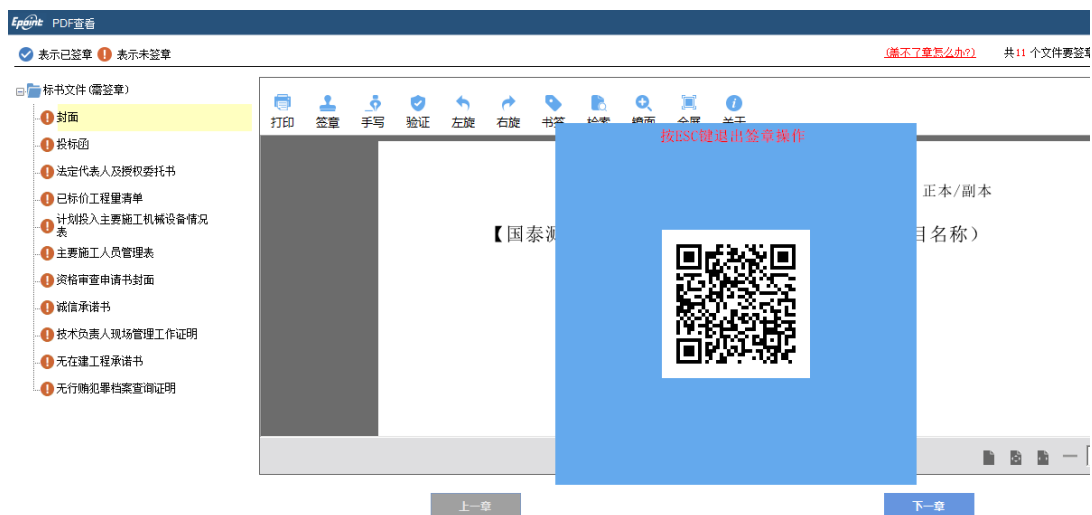 Epoint PDF查看
表示已签章 表示未签章
(盖不了章怎么办?) 共11 个文件要签章
标书文件(需签章)
封面
投标函
法定代表人及授权委托书
已标价工程量清单
计划投入主要施工机械设备情况
表
主要施工人员管理表
资格审查申请书封面
诚信承诺书
技术负责人现场管理工作证明
无在建工程承诺书
无行贿犯罪档案查询证明
打印 签章 手写 验证 左旋 右旋 书签 检索 全屏 关于
按ESC键退出签章操作
正本/副本
【国泰测
目名称）
上一章
下一章